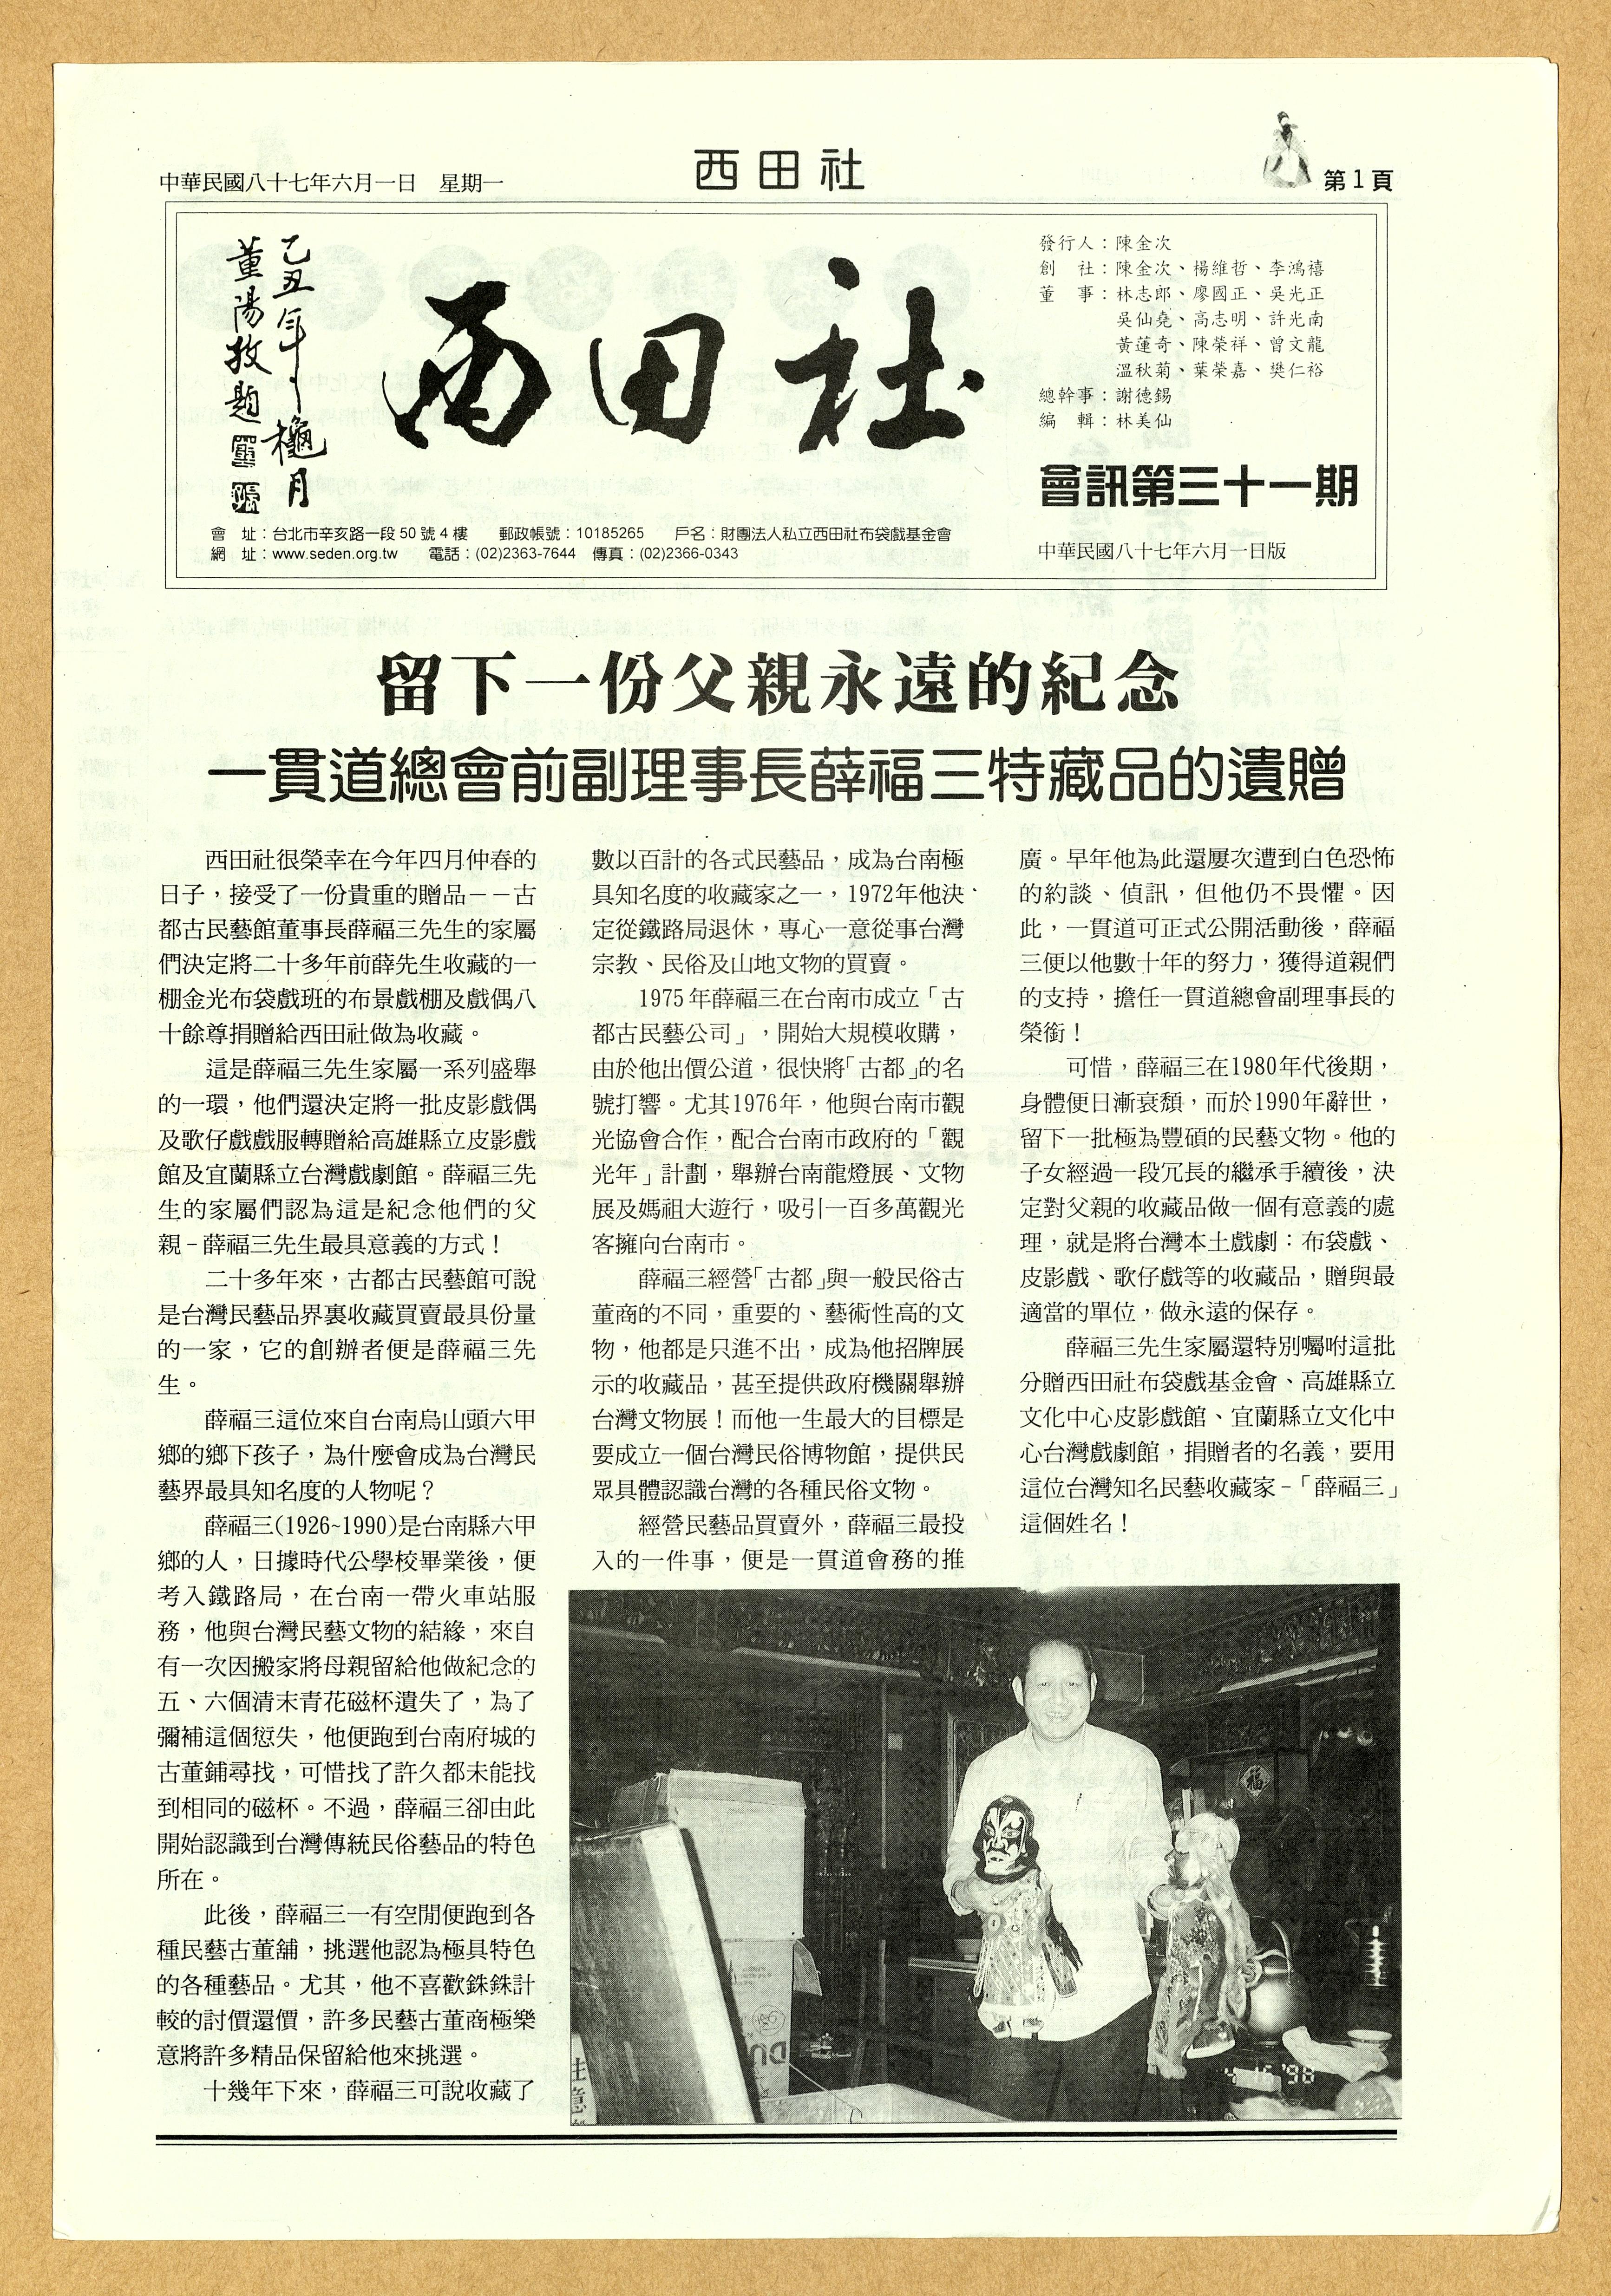 中華民國八十七年六月一日　星期一
西田社
第1頁
乙丑年梅月
董陽孜題
西田社
發行人：陳金次
創　社：陳金次、楊維哲、李鴻禧
董　事：林志郎、廖國正、吳光正
吳仙堯、高志明、許光南
黃蓮奇、陳榮祥、曾文龍
溫秋菊、葉榮嘉、樊仁裕
總幹事：謝德錫
編　輯：林美仙
會訊第三十一期
中華民國八十七年六月一日版
會　址：台北市辛亥路一段50號4樓　郵政帳號：10185265　戶名：財團法人私立西田社布袋戲基金會
網　址：www.seden.org.tw　電話：(02)2363-7644　傳真：(02)2366-0343
留下一份父親永遠的紀念
一貫道總會前副理事長薛福三特藏品的遺贈
西田社很榮幸在今年四月仲春的
日子，接受了一份貴重的贈品－－古
都古民藝館董事長薛福三先生的家屬
們決定將二十多年前薛先生收藏的一
棚金光布袋戲班的布景戲棚及戲偶八
十餘尊捐贈給西田社做為收藏。
這是薛福三先生家屬一系列盛舉
的一環，他們還決定將一批皮影戲偶
及歌仔戲戲服轉贈給高雄縣立皮影戲
館及宜蘭縣立台灣戲劇館。薛福三先
生的家屬們認為這是紀念他們的父
親－薛福三先生最具意義的方式！
二十多年來，古都古民藝館可說
是台灣民藝品界裏收藏買賣最具份量
的一家，它的創辦者便是薛福三先
生。
薛福三這位來自台南烏山頭六甲
鄉的鄉下孩子，為什麼會成為台灣民
藝界最具知名度的人物呢？
薛福三(1926~1990)是台南縣六甲
鄉的人，日據時代公學校畢業後，便
考入鐵路局，在台南一帶火車站服
務，他與台灣民藝文物的結緣，來自
有一次因搬家將母親留給他做紀念的
五、六個清末青花磁杯遺失了，為了
彌補這個愆失，他便跑到台南府城的
古董鋪尋找，可惜找了許久都未能找
到相同的磁杯。不過，薛福三卻由此
開始認識到台灣傳統民俗藝品的特色
所在。
此後，薛福三一有空閒便跑到各
種民藝古董舖，挑選他認為極具特色
的各種藝品。尤其，他不喜歡銖銖計
較的討價還價，許多民藝古董商極樂
意將許多精品保留給他來挑選。
十幾年下來，薛福三可說收藏了
數以百計的各式民藝品，成為台南極
具知名度的收藏家之一，1972年他決
定從鐵路局退休，專心一意從事台灣
宗教、民俗及山地文物的買賣。
1975年薛福三在台南市成立「古
都古民藝公司」，開始大規模收購，
由於他出價公道，很快將「古都」的名
號打響。尤其1976年，他與台南市觀
光協會合作，配合台南市政府的「觀
光年」計劃，舉辦台南龍燈展、文物
展及媽祖大遊行，吸引一百多萬觀光
客擁向台南市。
薛福三經營「古都」與一般民俗古
董商的不同，重要的、藝術性高的文
物，他都是只進不出，成為他招牌展
示的收藏品，甚至提供政府機關舉辦
台灣文物展！而他一生最大的目標是
要成立一個台灣民俗博物館，提供民
眾具體認識台灣的各種民俗文物。
經營民藝品買賣外，薛福三最投
入的一件事，便是一貫道會務的推
廣。早年他為此還屢次遭到白色恐怖
的約談、偵訊，但他仍不畏懼。因
此，一貫道可正式公開活動後，薛福
三便以他數十年的努力，獲得道親們
的支持，擔任一貫道總會副理事長的
榮銜！
可惜，薛福三在1980年代後期，
身體便日漸衰頹，而於1990年辭世，
留下一批極為豐碩的民藝文物。他的
子女經過一段冗長的繼承手續後，決
定對父親的收藏品做一個有意義的處
理，就是將台灣本土戲劇：布袋戲、
皮影戲、歌仔戲等的收藏品，贈與最
適當的單位，做永遠的保存。
薛福三先生家屬還特別囑咐這批
分贈西田社布袋戲基金會、高雄縣立
文化中心皮影戲館、宜蘭縣立文化中
心台灣戲劇館，捐贈者的名義，要用
這位台灣知名民藝收藏家－「薛福三」
這個姓名！
福
4 16 '98